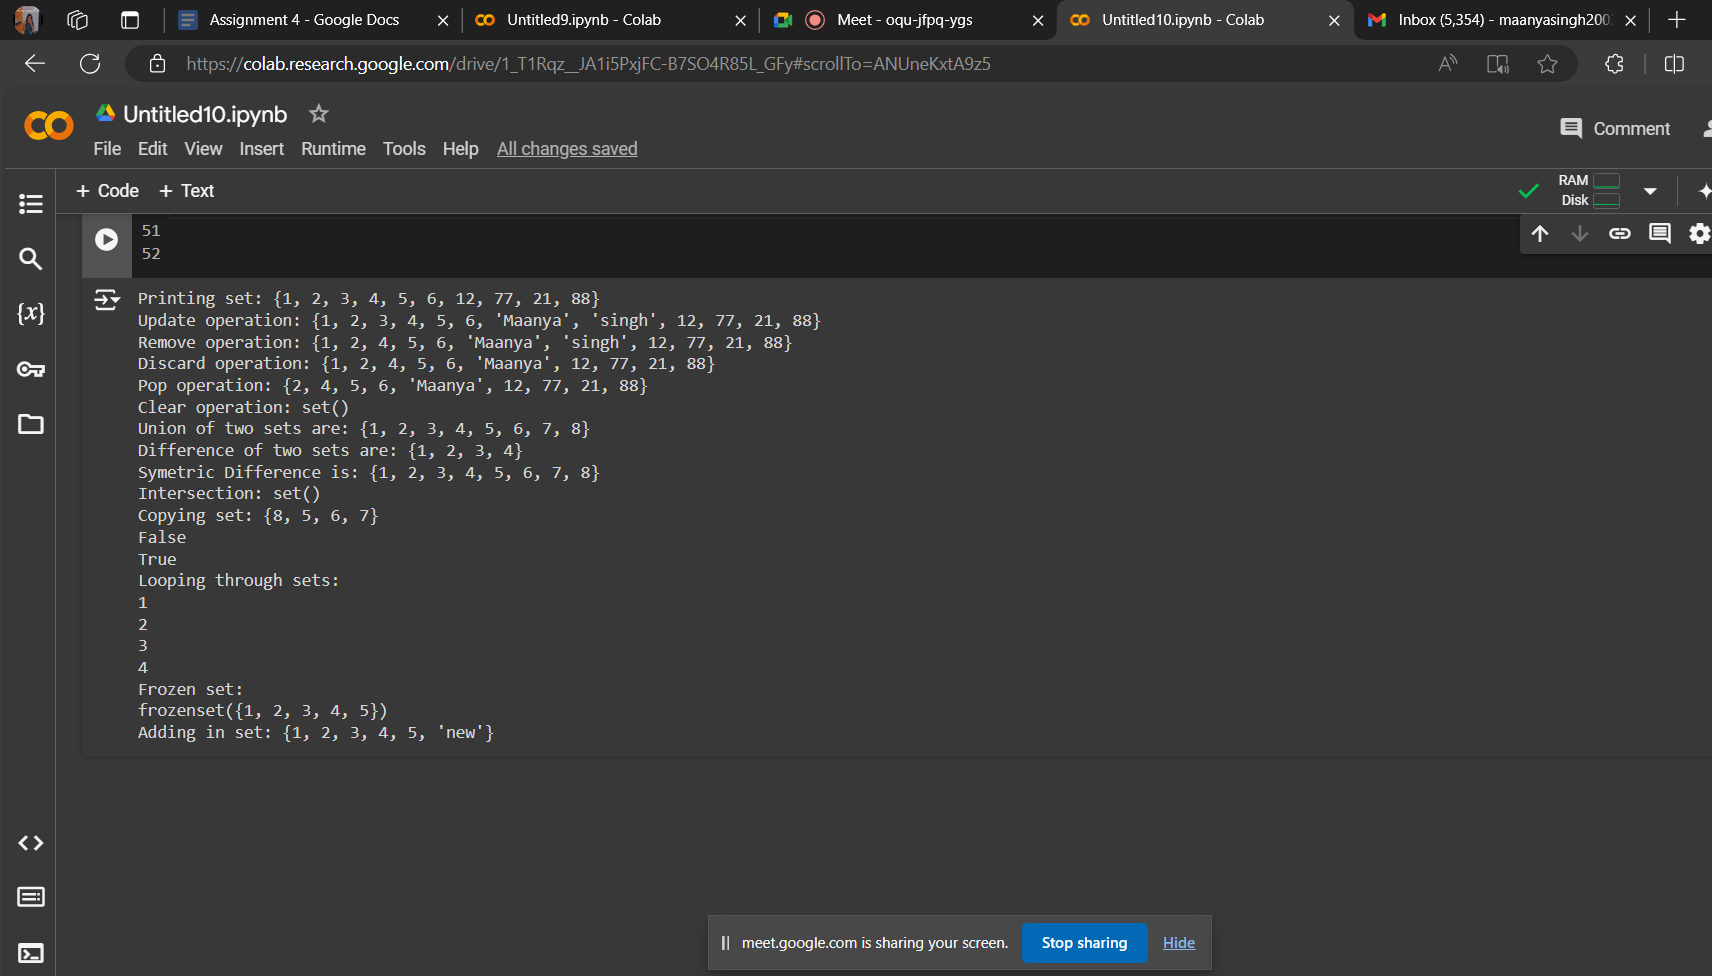 Assignment 4 - Google Docs
Untitled9.ipynb - Colab
Meet - oqu-jfpq-ygs
Untitled10.ipynb - Colab
Inbox (5,354) - maanyasingh200
https://colab.research.google.com/drive/1_T1Rqz__JA1i5PxjFC-B7SO4R85L_GFy#scrollTo=ANUneKxtA9z5
Untitled10.ipynb
Comment
File Edit View Insert Runtime Tools Help All changes saved
+ Code + Text
RAM
Disk
51
52
Printing set: {1, 2, 3, 4, 5, 6, 12, 77, 21, 88}
Update operation: {1, 2, 3, 4, 5, 6, 'Maanya', 'singh', 12, 77, 21, 88}
Remove operation: {1, 2, 4, 5, 6, 'Maanya', 'singh', 12, 77, 21, 88}
Discard operation: {1, 2, 4, 5, 6, 'Maanya', 12, 77, 21, 88}
Pop operation: {2, 4, 5, 6, 'Maanya', 12, 77, 21, 88}
Clear operation: set()
Union of two sets are: {1, 2, 3, 4, 5, 6, 7, 8}
Difference of two sets are: {1, 2, 3, 4}
Symetric Difference is: {1, 2, 3, 4, 5, 6, 7, 8}
Intersection: set()
Copying set: {8, 5, 6, 7}
False
True
Looping through sets:
1
2
3
4
Frozen set:
frozenset({1, 2, 3, 4, 5})
Adding in set: {1, 2, 3, 4, 5, 'new'}
meet.google.com is sharing your screen. Stop sharing Hide